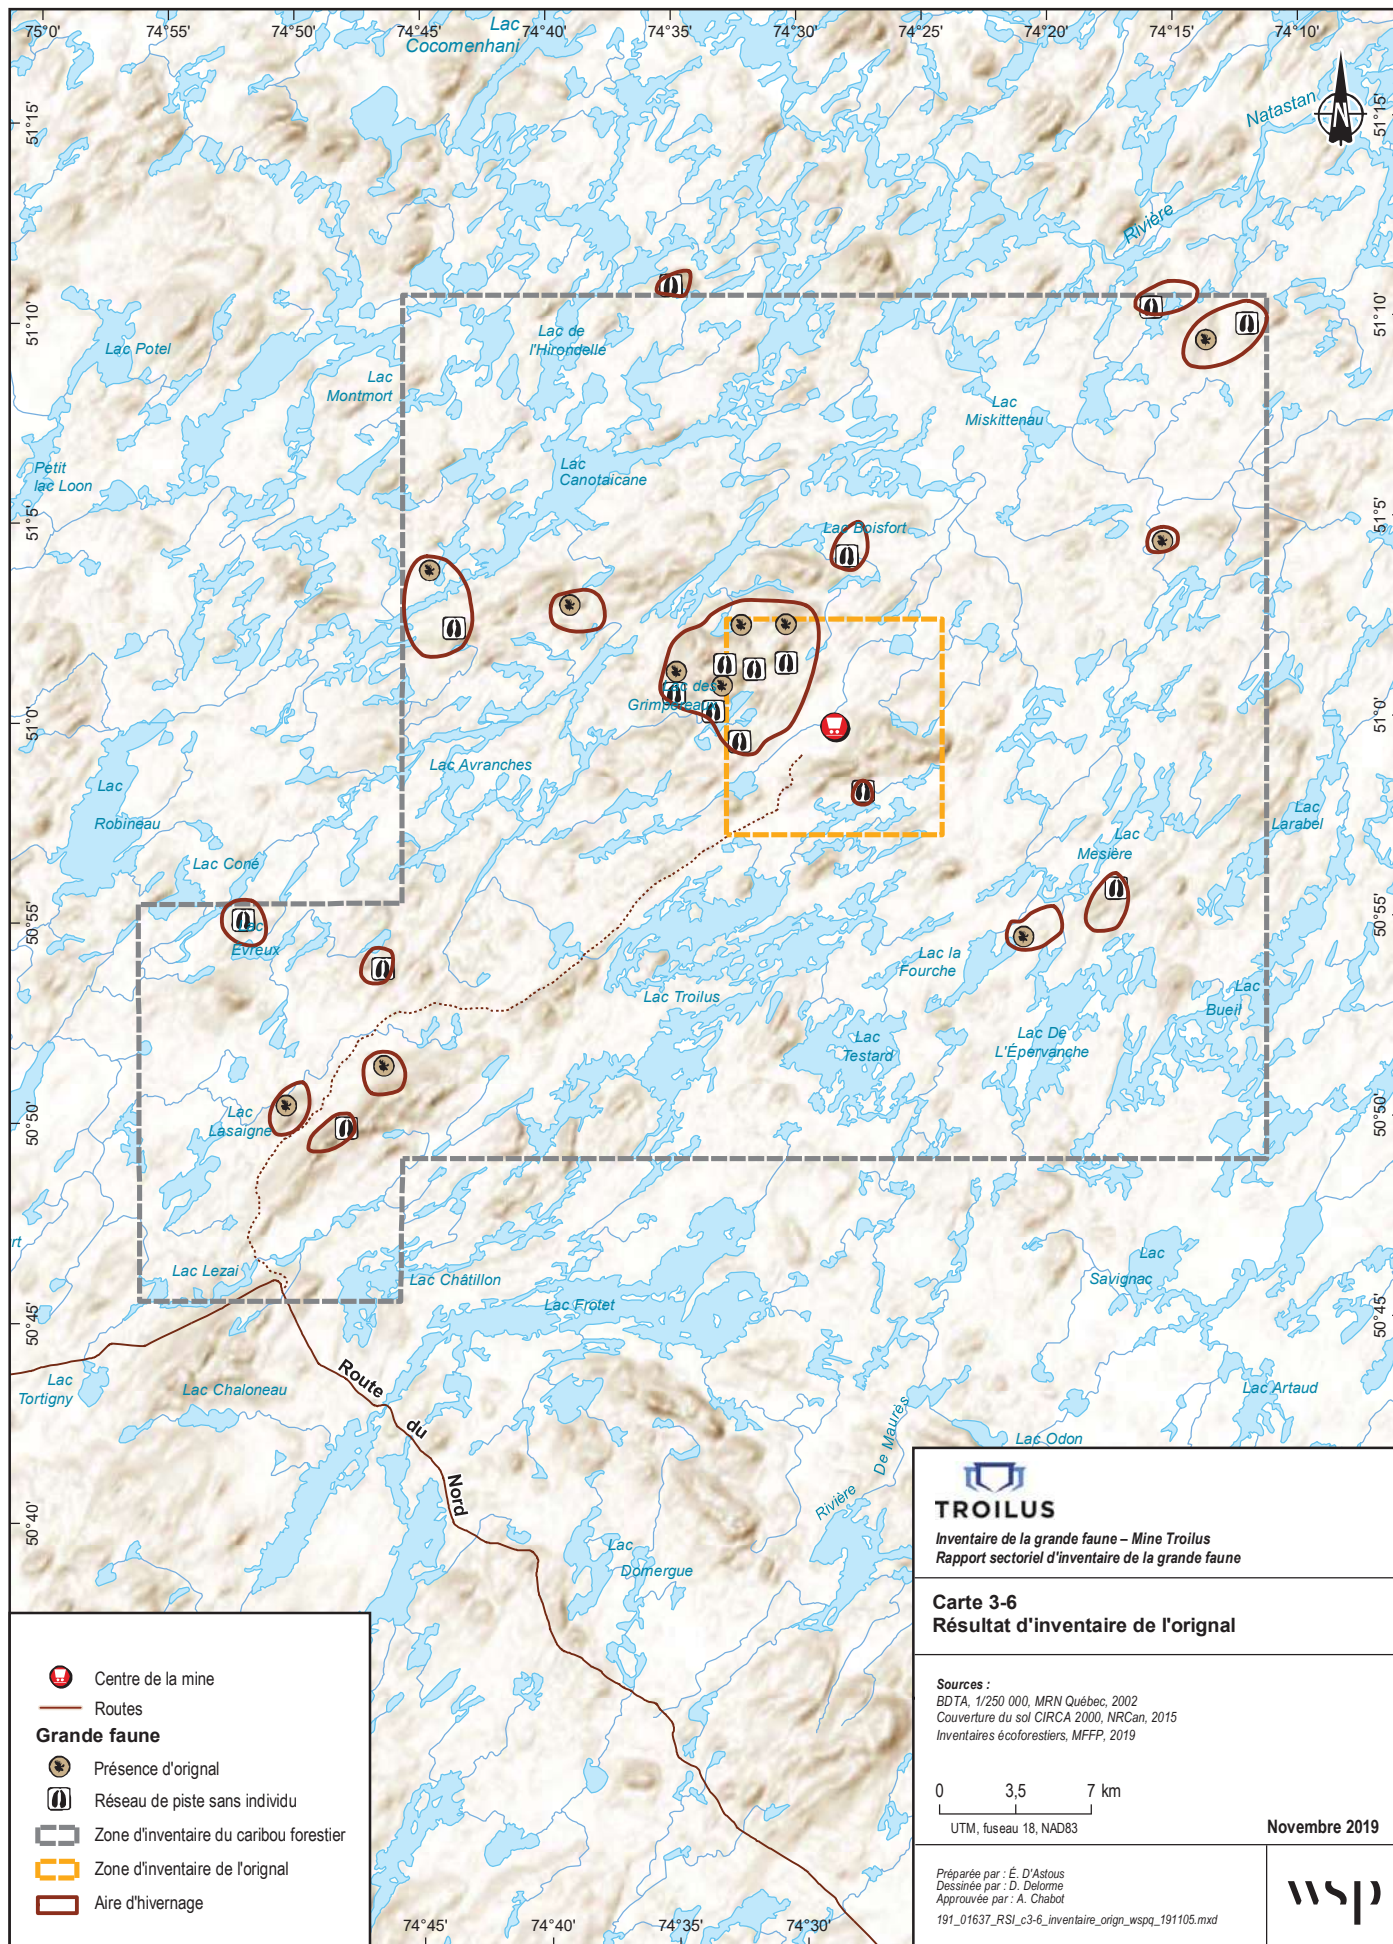 75°0'
74°55'
74°50'
74°45'
74°40'
74°35'
74°30'
74°25'
74°20'
74°15'
74°10'
Lac
Cocomenhani
Natastan
51°15'
51°15'
Rivière
51°10'
51°10'
Lac Potel
Lac de
l'Hirondelle
Lac
Montmort
Lac
Miskittenau
Petit
lac Loon
Lac
Canotaicane
51°5'
51°5'
Lac Boisfort
Lac des
Grimpereaux
51°0'
51°0'
Lac Avranches
Lac
Robineau
Lac
Larabel
Lac
Mesière
Lac Coné
50°55'
50°55'
Lac
Evreux
Lac la
Fourche
Lac Troilus
Lac
Bueil
Lac
Testard
Lac De
L'Épervanche
50°50'
50°50'
Lac
Lasaigne
rt
Lac Lezai
Lac Châtillon
Lac
Savignac
Lac Frotet
50°45'
50°45'
Lac
Tortigny
Lac Chaloneau
Route
du
Nord
Lac Artaud
De Maurès
Rivière
Lac Odon
50°40'
Lac
Domergue
74°45'
74°40'
74°35'
74°30'
Centre de la mine
Routes
Grande faune
Présence d'orignal
Réseau de piste sans individu
Zone d'inventaire du caribou forestier
Zone d'inventaire de l'orignal
Aire d'hivernage
TROILUS
Inventaire de la grande faune – Mine Troilus
Rapport sectoriel d'inventaire de la grande faune
Carte 3-6
Résultat d'inventaire de l'orignal
Sources :
BDTA, 1/250 000, MRN Québec, 2002
Couverture du sol CIRCA 2000, NRCan, 2015
Inventaires écoforestiers, MFFP, 2019
0 3,5 7 km
UTM, fuseau 18, NAD83
Novembre 2019
Préparée par : É. D'Astous
Dessinée par : D. Delorme
Approuvée par : A. Chabot
191_01637_RSI_c3-6_inventaire_orign_wspq_191105.mxd
wsp
N